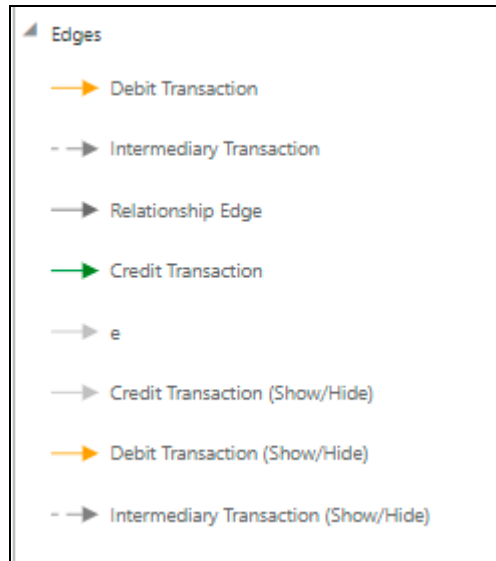 Edges
Debit Transaction
Intermediary Transaction
Relationship Edge
Credit Transaction
e
Credit Transaction (Show/Hide)
Debit Transaction (Show/Hide)
Intermediary Transaction (Show/Hide)